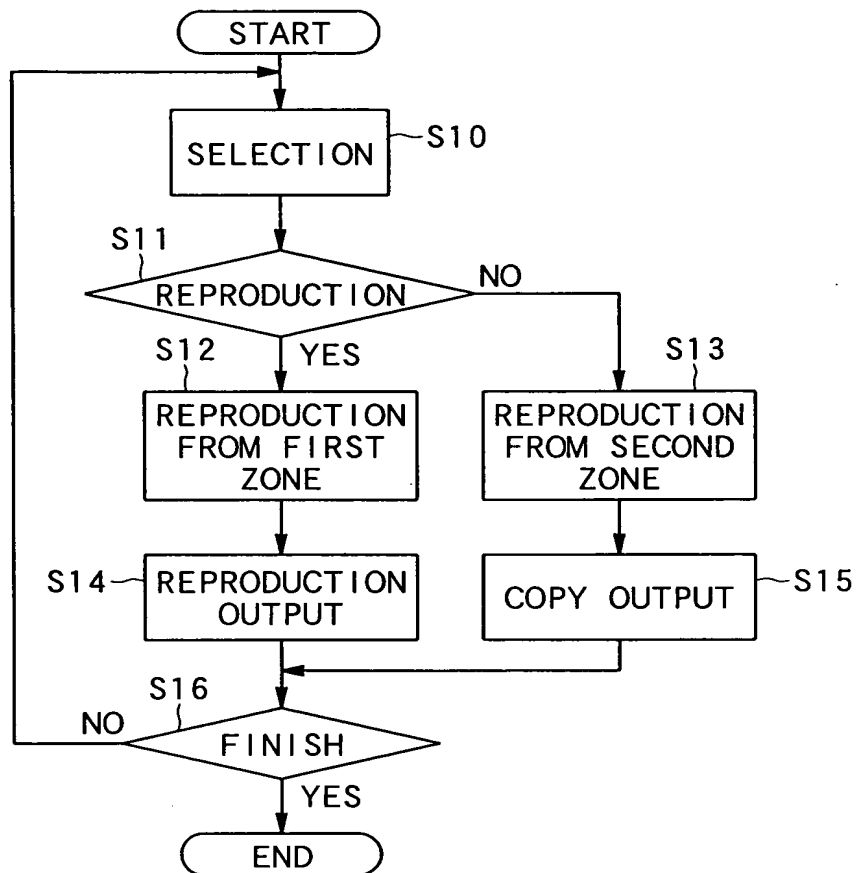 START
SELECTION
S10
S11
REPRODUCTION
NO
YES
S12
S13
REPRODUCTION
FROM FIRST
ZONE
REPRODUCTION
FROM SECOND
ZONE
S14
REPRODUCTION
OUTPUT
COPY OUTPUT
S15
S16
NO
FINISH
YES
END